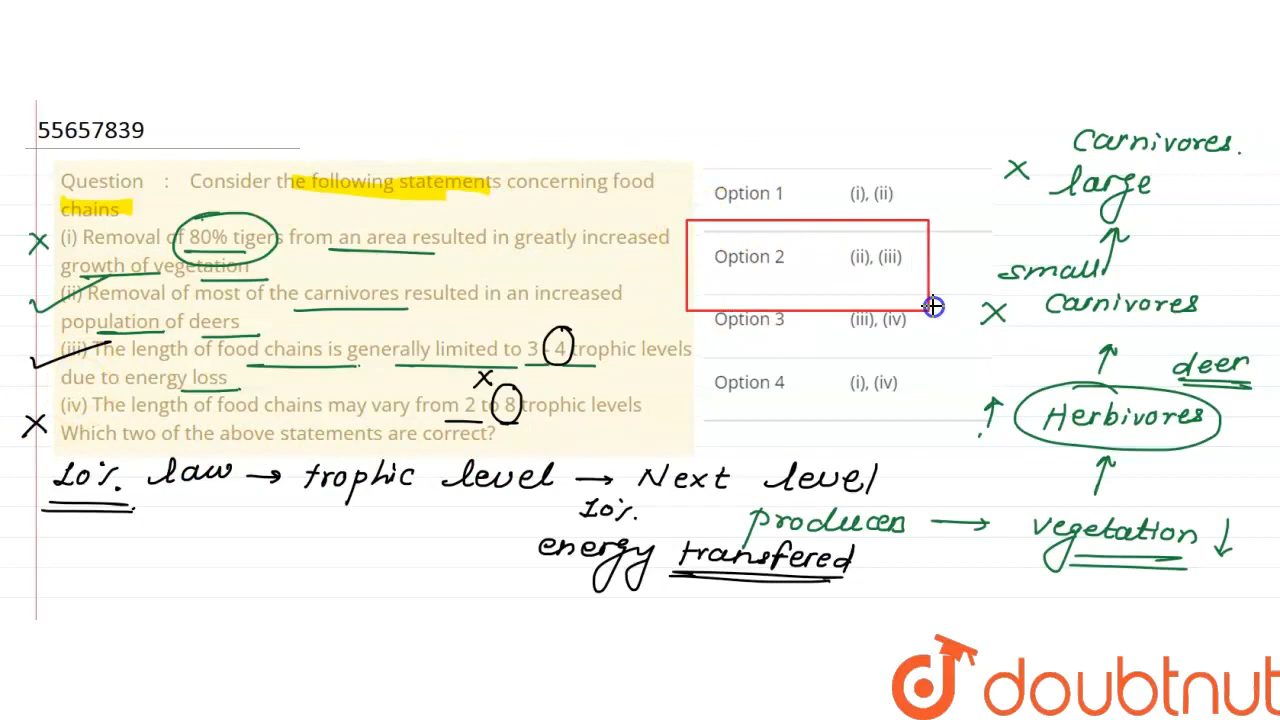 55657839
Question : Consider the following statements concerning food
chains
(i) Removal of 80% tigers from an area resulted in greatly increased
growth of vegetation
(ii) Removal of most of the carnivores resulted in an increased
population of deers
(iii) The length of food chains is generally limited to 3 - 4 trophic levels
due to energy loss
(iv) The length of food chains may vary from 2 to 8 trophic levels
Which two of the above statements are correct?
Option 1 (i), (ii)
Option 2 (ii), (iii)
Option 3 (iii), (iv)
Option 4 (i), (iv)
Carnivores.
large
small
Carnivores
deer
Herbivores
producers → vegetation ↓
10%. law → trophic level → Next level
10%.
energy transfered
doubtnut